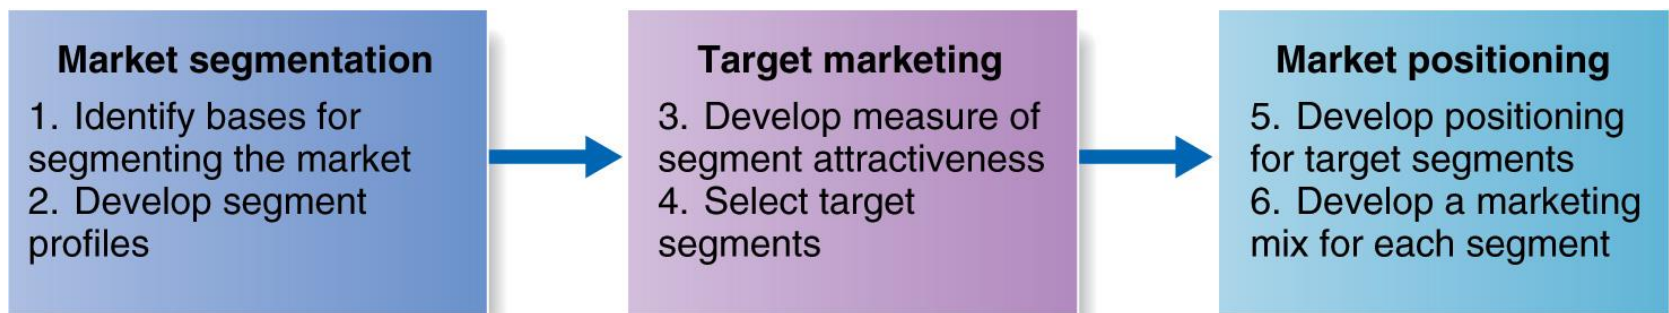 Market segmentation
1. Identify bases for
segmenting the market
2. Develop segment
profiles
Target marketing
3. Develop measure of
segment attractiveness
4. Select target
segments
Market positioning
5. Develop positioning
for target segments
6. Develop a marketing
mix for each segment